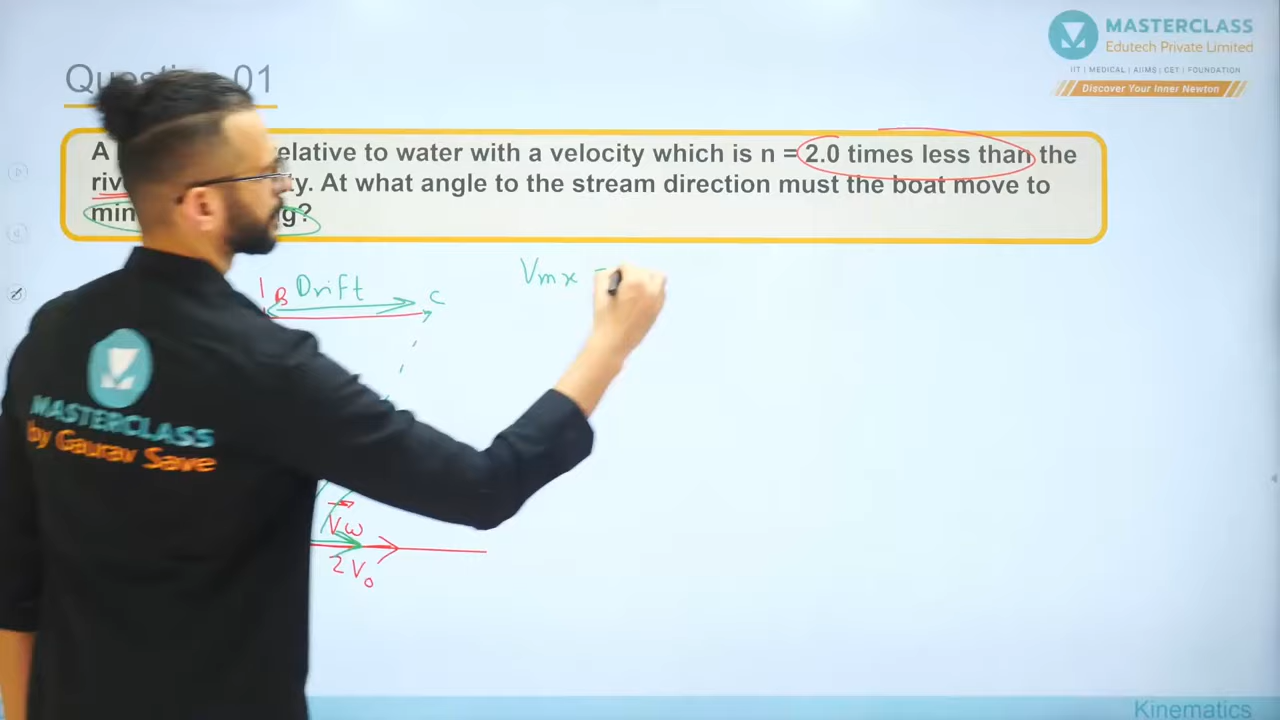 MASTERCLASS
Edutech Private Limited
IIT | MEDICAL | AIIMS | CET | FOUNDATION
Discover Your Inner Newton
01
A elative to water with a velocity which is n = 2.0 times less than the
riv ty. At what angle to the stream direction must the boat move to
min g?
B Drift C
Vmx =
MASTERCLASS
by Gaurav Save
Vω
2V₀
Kinematics